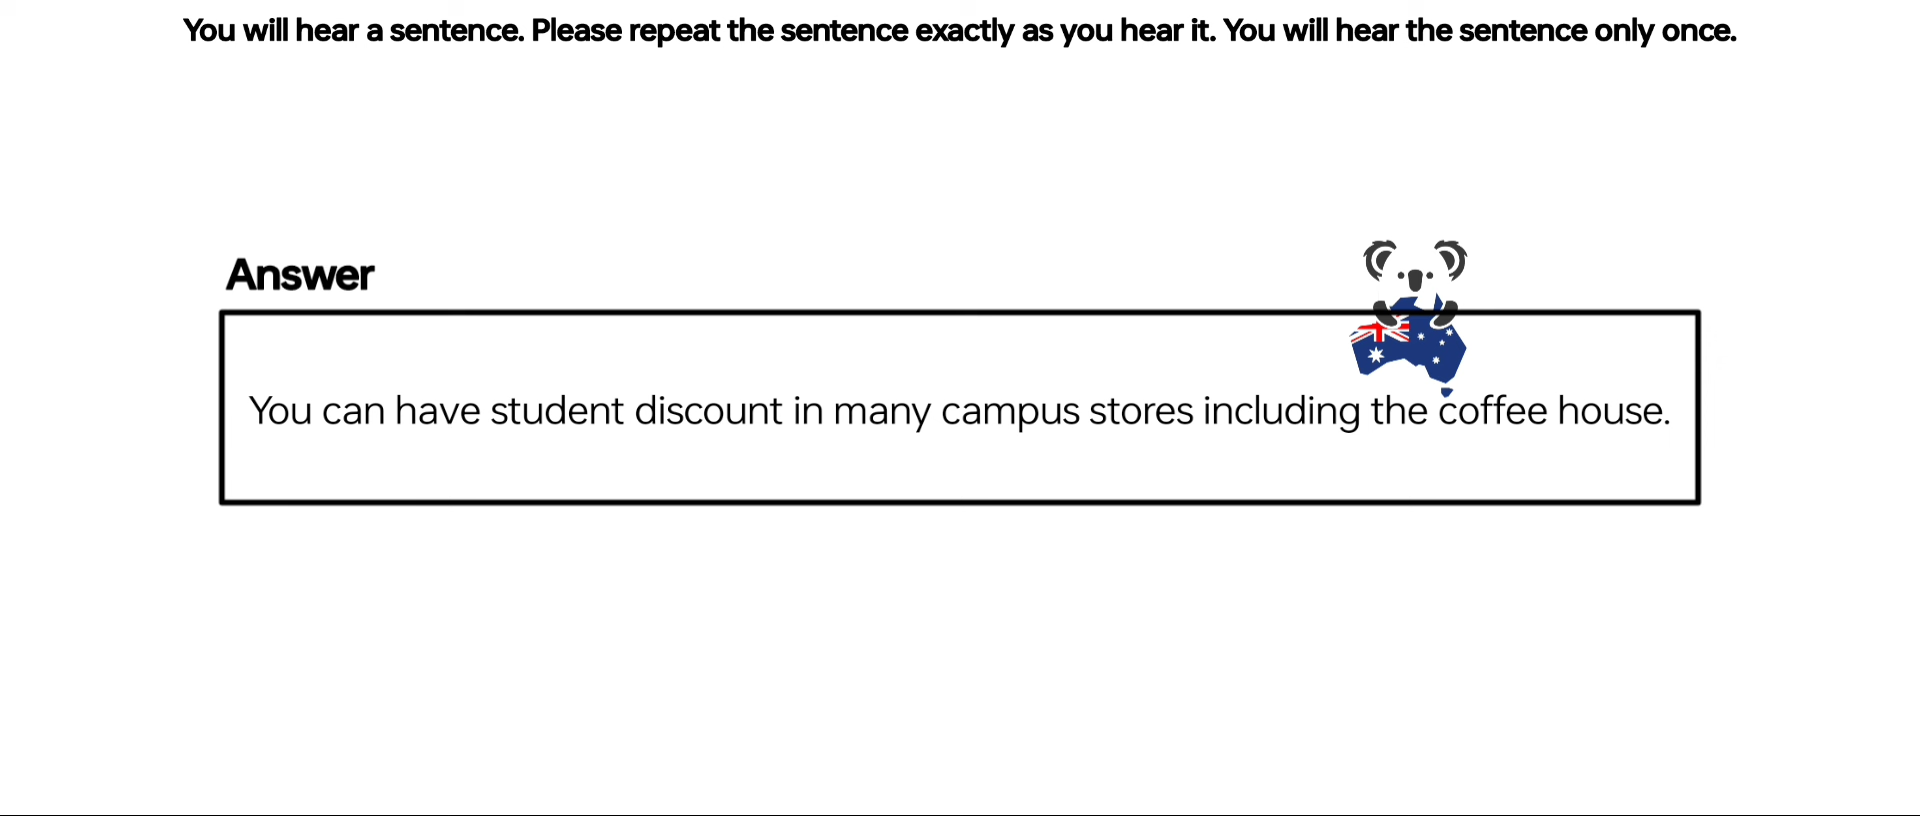 You will hear a sentence. Please repeat the sentence exactly as you hear it. You will hear the sentence only once.
Answer
You can have student discount in many campus stores including the coffee house.